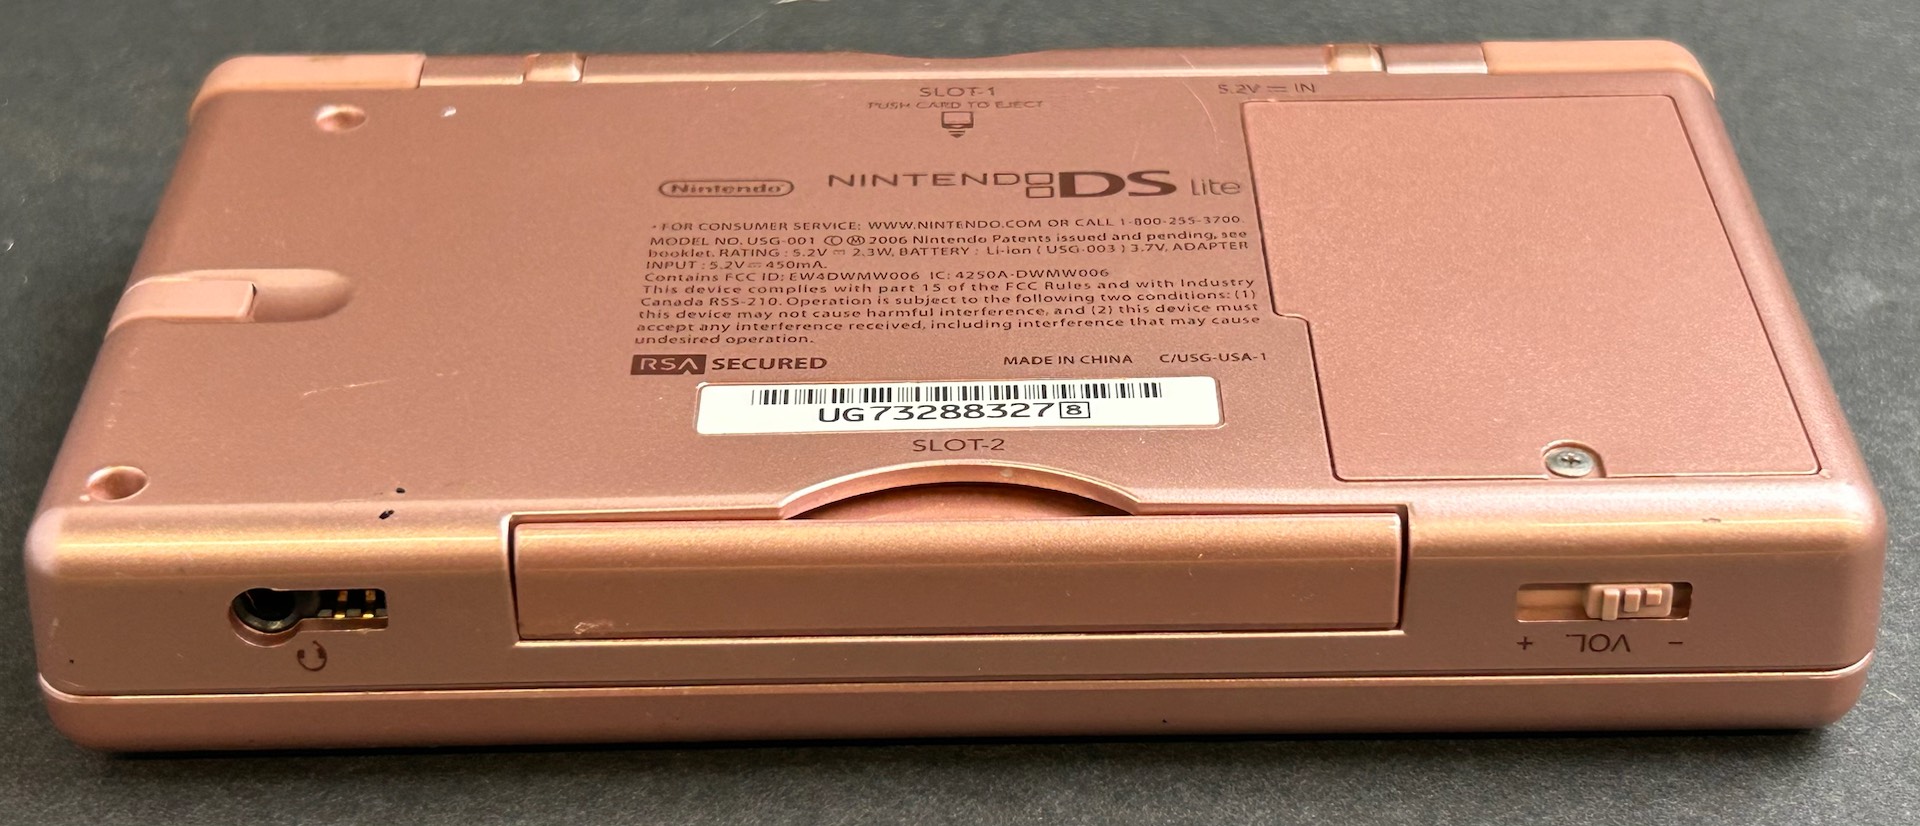 SLOT-1
PUSH CARD TO EJECT
5.2V ⎓ IN
Nintendo
NINTENDO DS Lite
• FOR CONSUMER SERVICE: WWW.NINTENDO.COM OR CALL 1-800-255-3700.
MODEL NO. USG-001 Ⓒ Ⓜ 2006 Nintendo Patents issued and pending, see
booklet. RATING : 5.2V ⎓ 2.3W, BATTERY : Li-ion ( USG-003 ) 3.7V, ADAPTER
INPUT : 5.2V ⎓ 450mA.
Contains FCC ID: EW4DWMW006 IC: 4250A-DWMW006
This device complies with part 15 of the FCC Rules and with Industry
Canada RSS-210. Operation is subject to the following two conditions: (1)
this device may not cause harmful interference, and (2) this device must
accept any interference received, including interference that may cause
undesired operation.
RSA SECURED
MADE IN CHINA C/USG-USA-1
UG73288327 8
SLOT-2
+ VOL. −